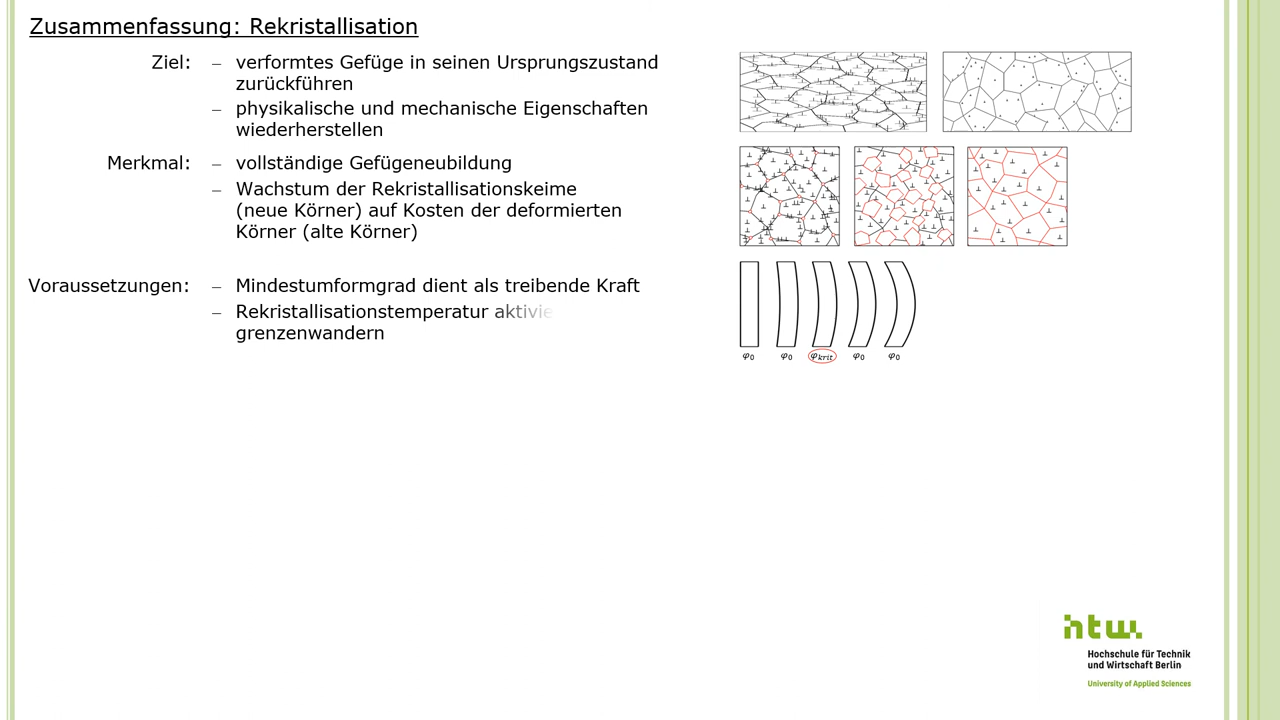 Zusammenfassung: Rekristallisation
Ziel: – verformtes Gefüge in seinen Ursprungszustand
zurückführen
– physikalische und mechanische Eigenschaften
wiederherstellen
Merkmal: – vollständige Gefügeneubildung
– Wachstum der Rekristallisationskeime
(neue Körner) auf Kosten der deformierten
Körner (alte Körner)
Voraussetzungen: – Mindestumformgrad dient als treibende Kraft
– Rekristallisationstemperatur
grenzenwandern
φ₀ φ₀ φₖᵣᵢₜ φ₀ φ₀
htw.
Hochschule für Technik
und Wirtschaft Berlin
University of Applied Sciences